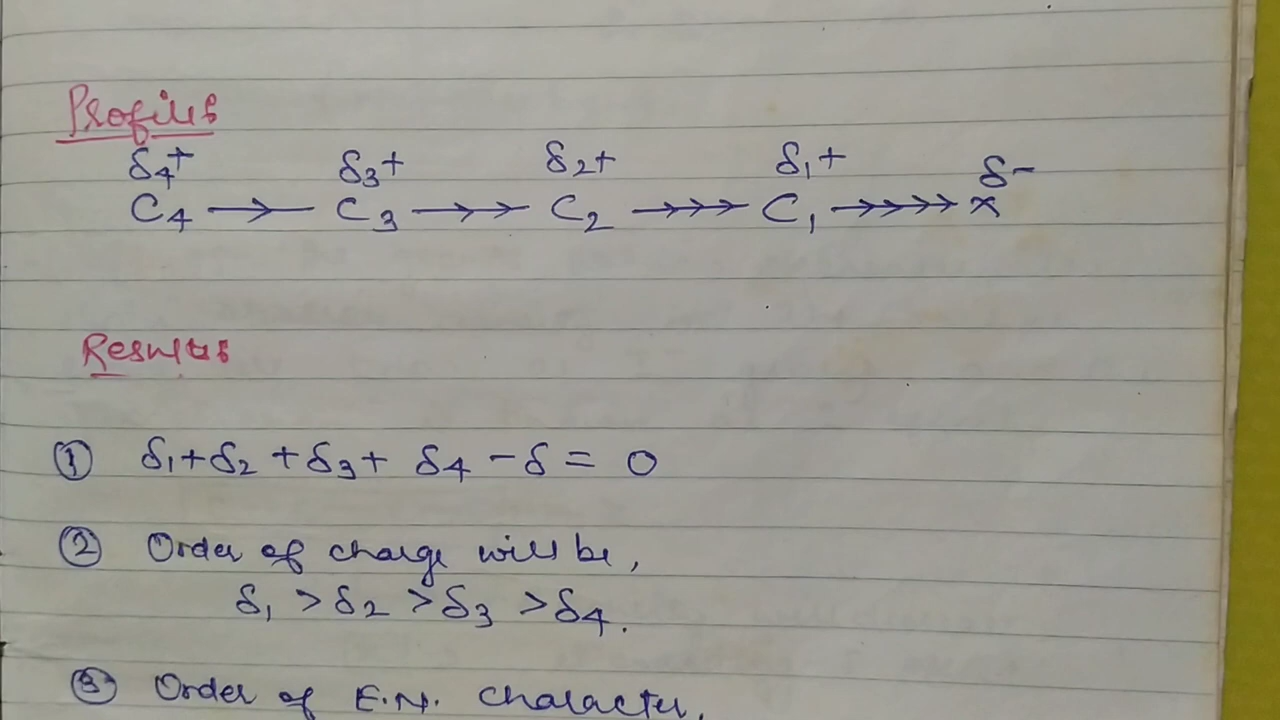 Profiles
δ4+ δ3+ δ2+ δ1+ δ-
C4 → C3 →→ C2 →→→ C1 →→→→ x
Results
① δ1+δ2+δ3+ δ4 -δ = 0
② Order of charge will be,
δ1 >δ2 >δ3 >δ4.
③ Order of E.N. character,